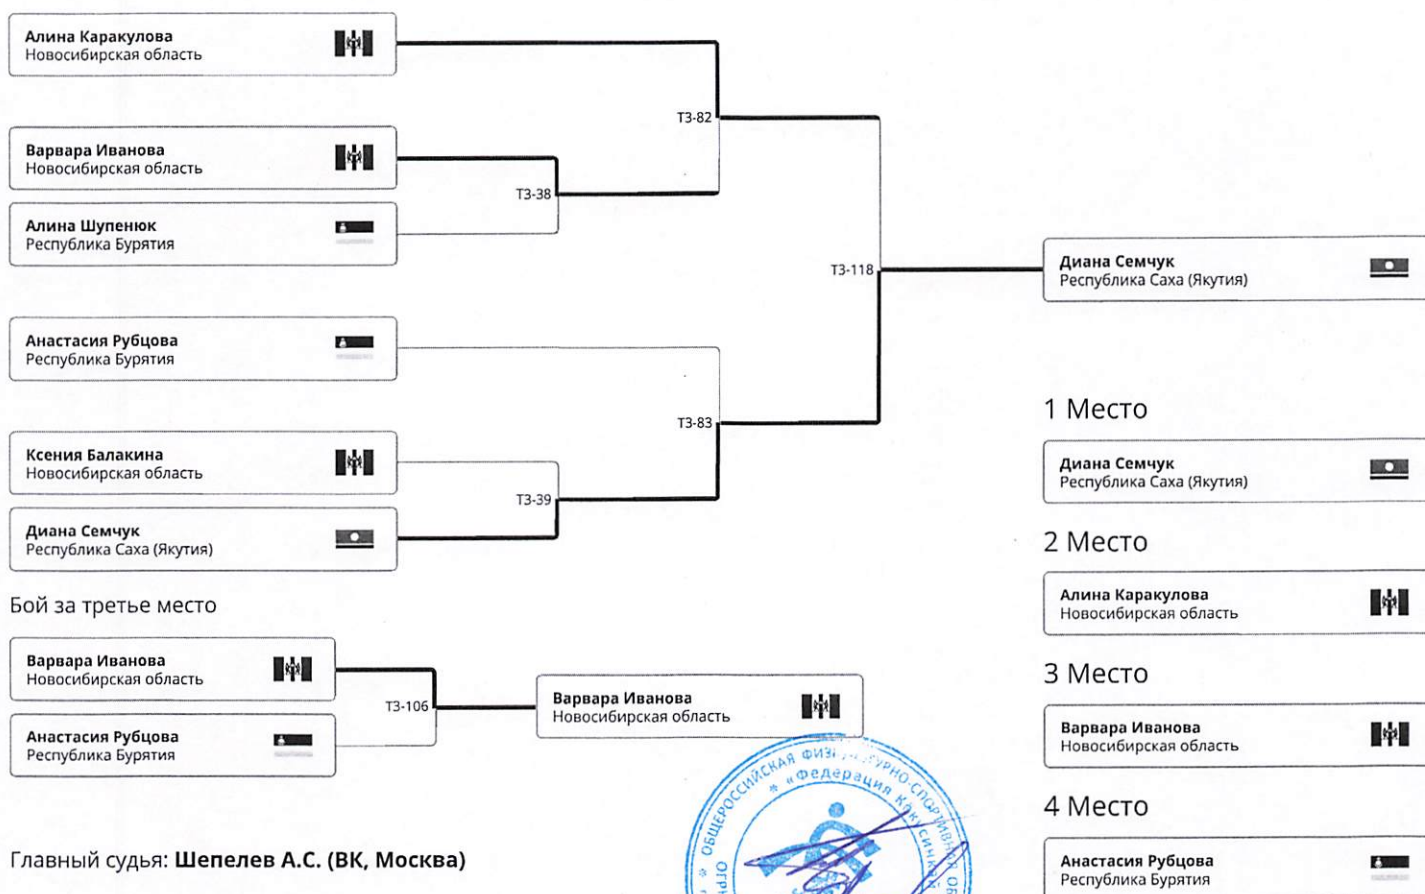 Алина Каракулова
Новосибирская область
Варвара Иванова
Новосибирская область
Алина Шупенюк
Республика Бурятия
Анастасия Рубцова
Республика Бурятия
Ксения Балакина
Новосибирская область
Диана Семчук
Республика Саха (Якутия)
ТЗ-38
ТЗ-39
ТЗ-82
ТЗ-83
ТЗ-118
Диана Семчук
Республика Саха (Якутия)
Бой за третье место
Варвара Иванова
Новосибирская область
Анастасия Рубцова
Республика Бурятия
ТЗ-106
Варвара Иванова
Новосибирская область
1 Место
Диана Семчук
Республика Саха (Якутия)
2 Место
Алина Каракулова
Новосибирская область
3 Место
Варвара Иванова
Новосибирская область
4 Место
Анастасия Рубцова
Республика Бурятия
Главный судья: Шепелев А.С. (ВК, Москва)
ОБЩЕРОССИЙСКАЯ
«Федерация